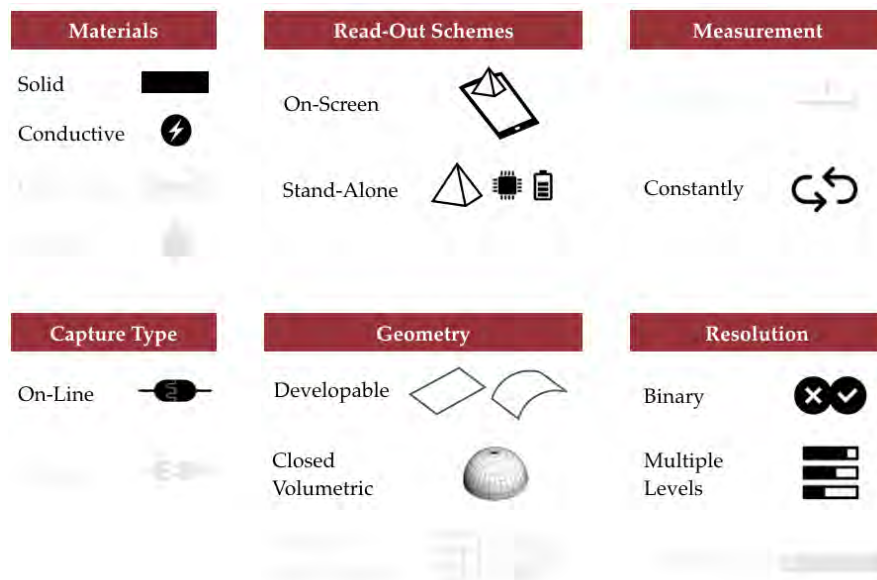 Materials
Solid
Conductive
Read-Out Schemes
On-Screen
Stand-Alone
Measurement
Constantly
Capture Type
On-Line
Geometry
Developable
Closed
Volumetric
Resolution
Binary
Multiple
Levels